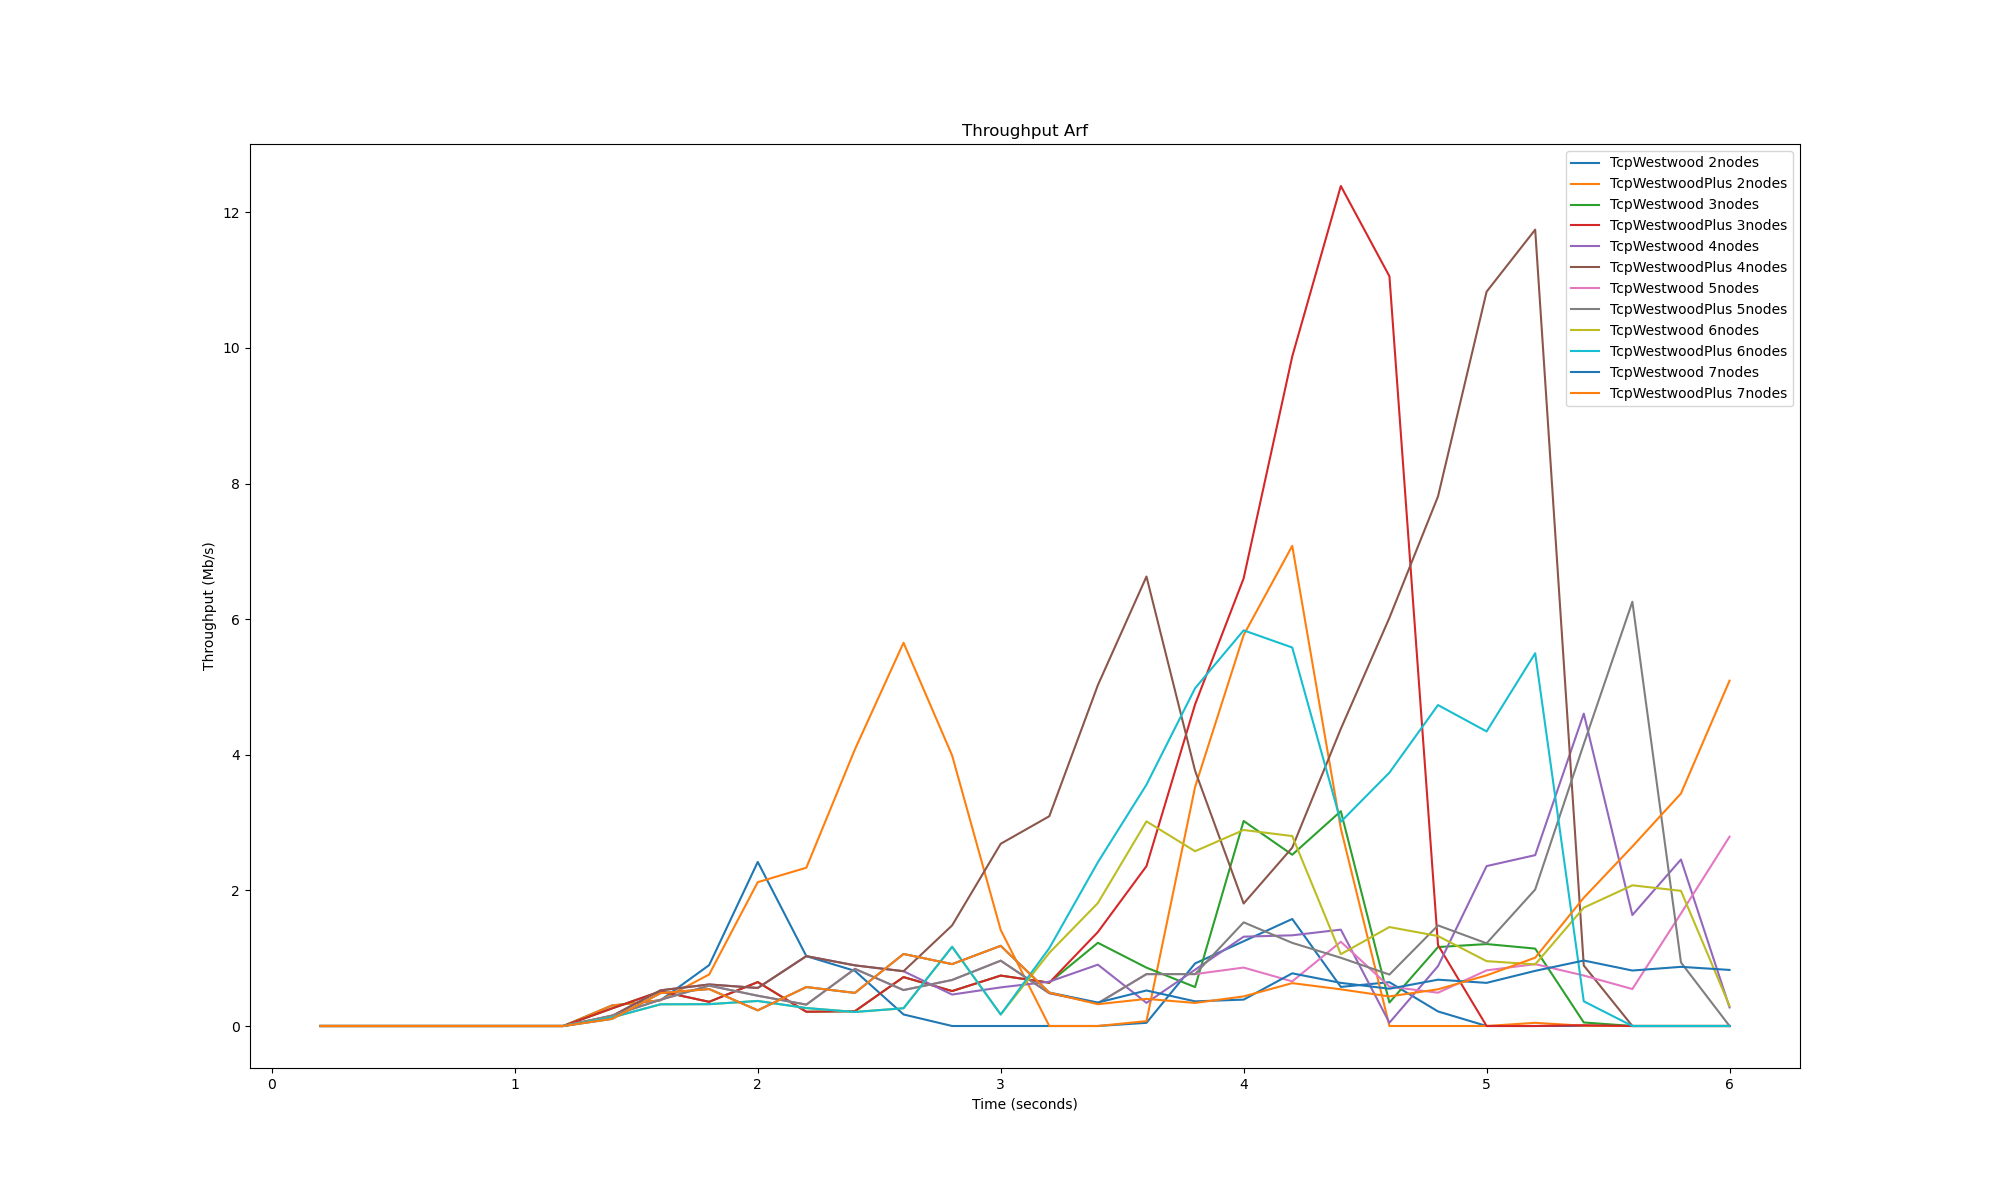 Throughput Arf
TcpWestwood 2nodes
TcpWestwoodPlus 2nodes
TcpWestwood 3nodes
TcpWestwoodPlus 3nodes
TcpWestwood 4nodes
TcpWestwoodPlus 4nodes
TcpWestwood 5nodes
TcpWestwoodPlus 5nodes
TcpWestwood 6nodes
TcpWestwoodPlus 6nodes
TcpWestwood 7nodes
TcpWestwoodPlus 7nodes
Throughput (Mb/s)
12
10
8
6
4
2
0
0 1 2 3 4 5 6
Time (seconds)